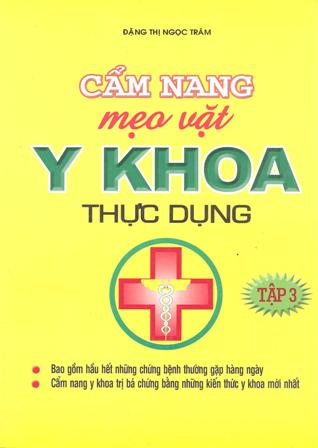 ĐẶNG THỊ NGỌC TRÂM
CẨM NANG
mẹo vặt
Y KHOA
THỰC DỤNG
TẬP 3
Bao gồm hầu hết những chứng bệnh thường gặp hàng ngày
Cẩm nang y khoa trị bá chứng bằng những kiến thức y khoa mới nhất